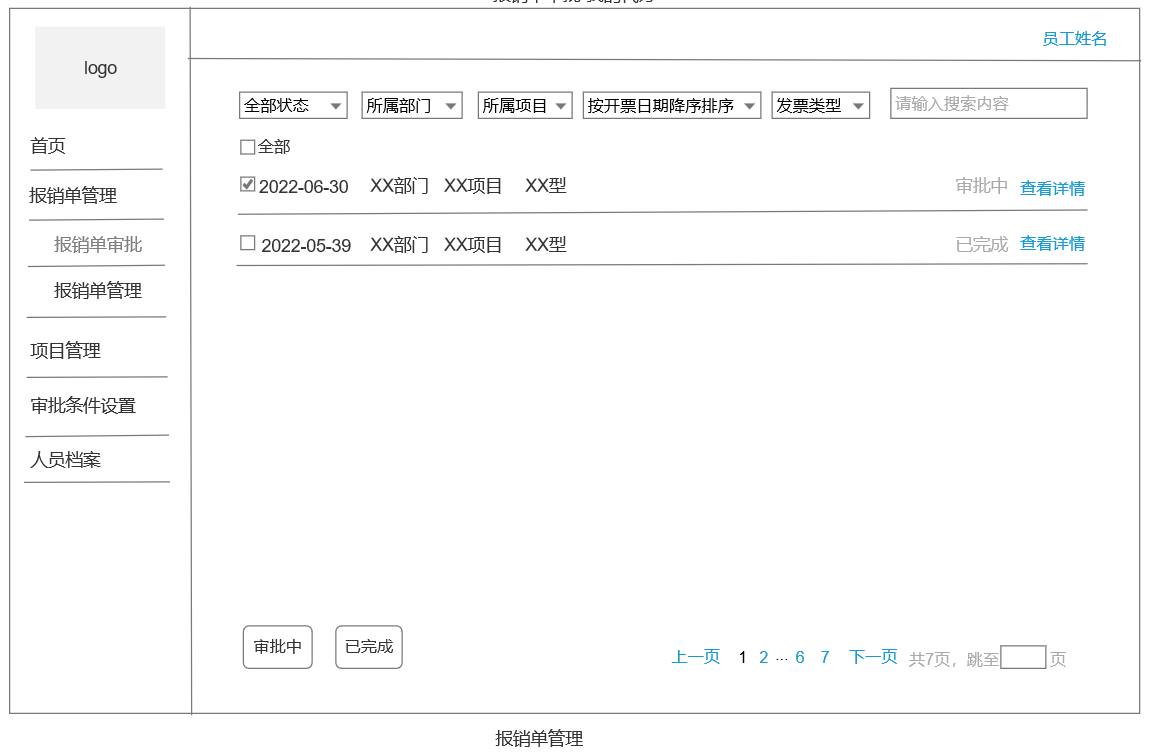 logo
员工姓名
首页
报销单管理
报销单审批
报销单管理
项目管理
审批条件设置
人员档案
全部状态 所属部门 所属项目 按开票日期降序排序 发票类型 请输入搜索内容
全部
2022-06-30 XX部门 XX项目 XX型 审批中 查看详情
2022-05-39 XX部门 XX项目 XX型 已完成 查看详情
审批中 已完成 上一页 1 2 ... 6 7 下一页 共7页，跳至 页
报销单管理